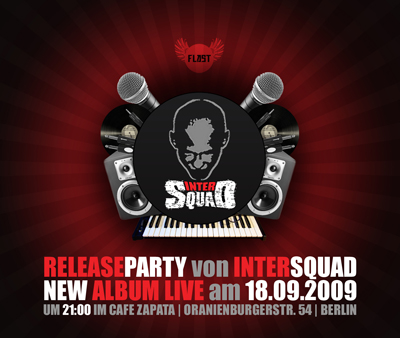 FLAST
INTER
SQUAD
RELEASEPARTY von INTERSQUAD
NEW ALBUM LIVE am 18.09.2009
UM 21:00 IM CAFE ZAPATA | ORANIENBURGERSTR. 54 | BERLIN